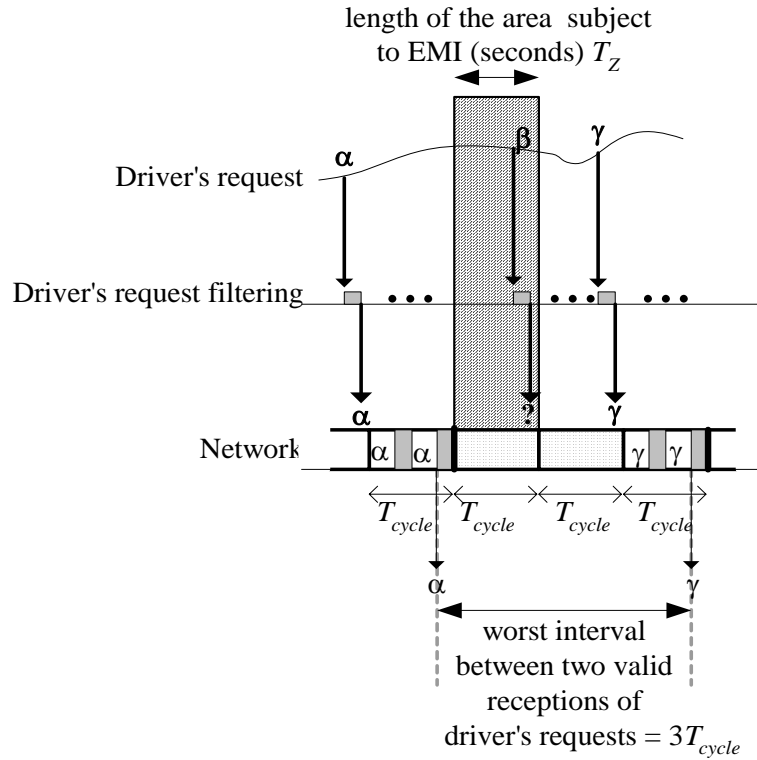 length of the area subject
to EMI (seconds) T_Z
β
γ
α
Driver's request
Driver's request filtering
α
?
γ
Network
α α γ γ
T_cycle T_cycle T_cycle T_cycle
α γ
worst interval
between two valid
receptions of
driver's requests = 3T_cycle